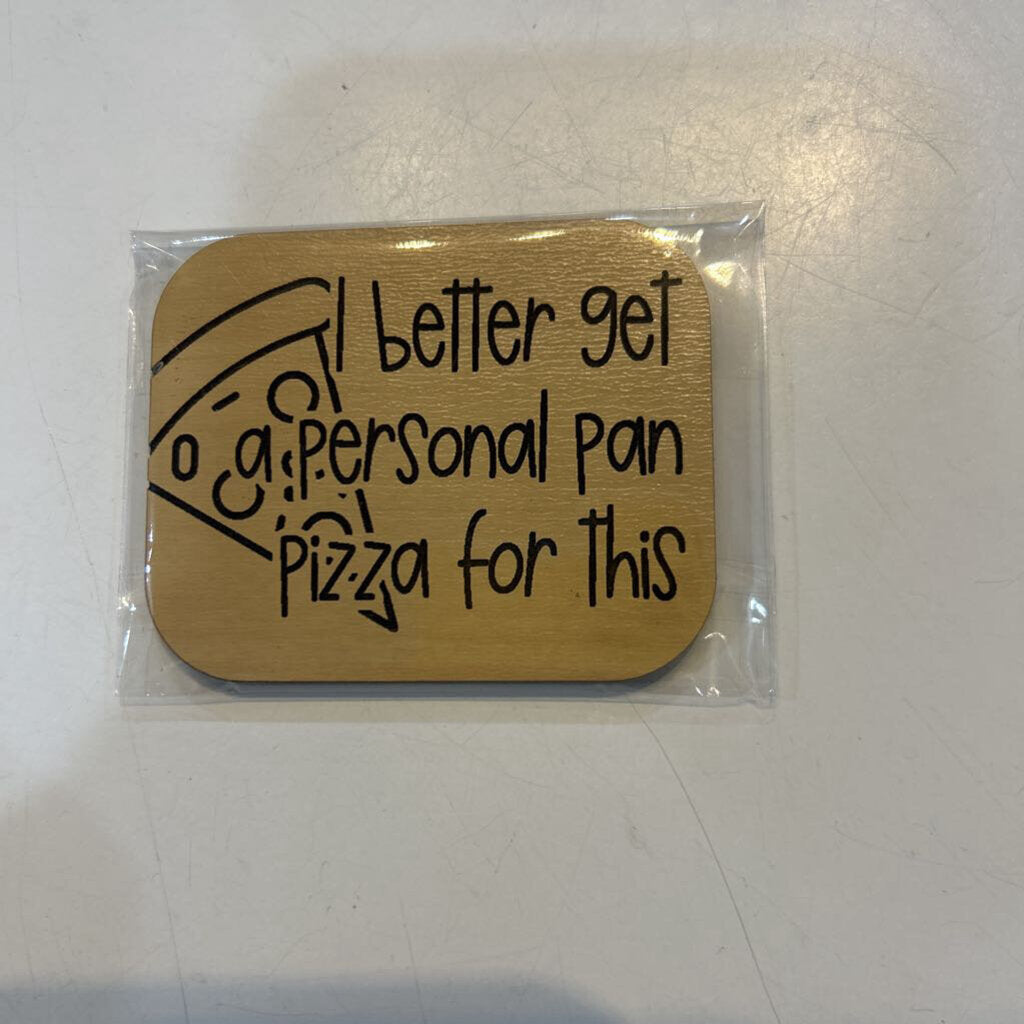 I better get
a personal pan
pizza for this